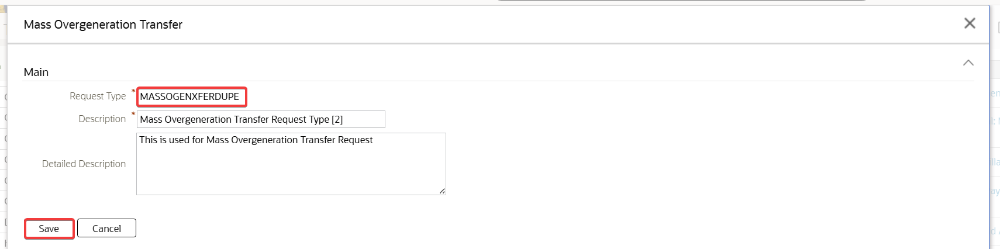 Mass Overgeneration Transfer
Main
Request Type * MASSOGENXFERDUPE
Description * Mass Overgeneration Transfer Request Type [2]
This is used for Mass Overgeneration Transfer Request
Detailed Description
Save Cancel